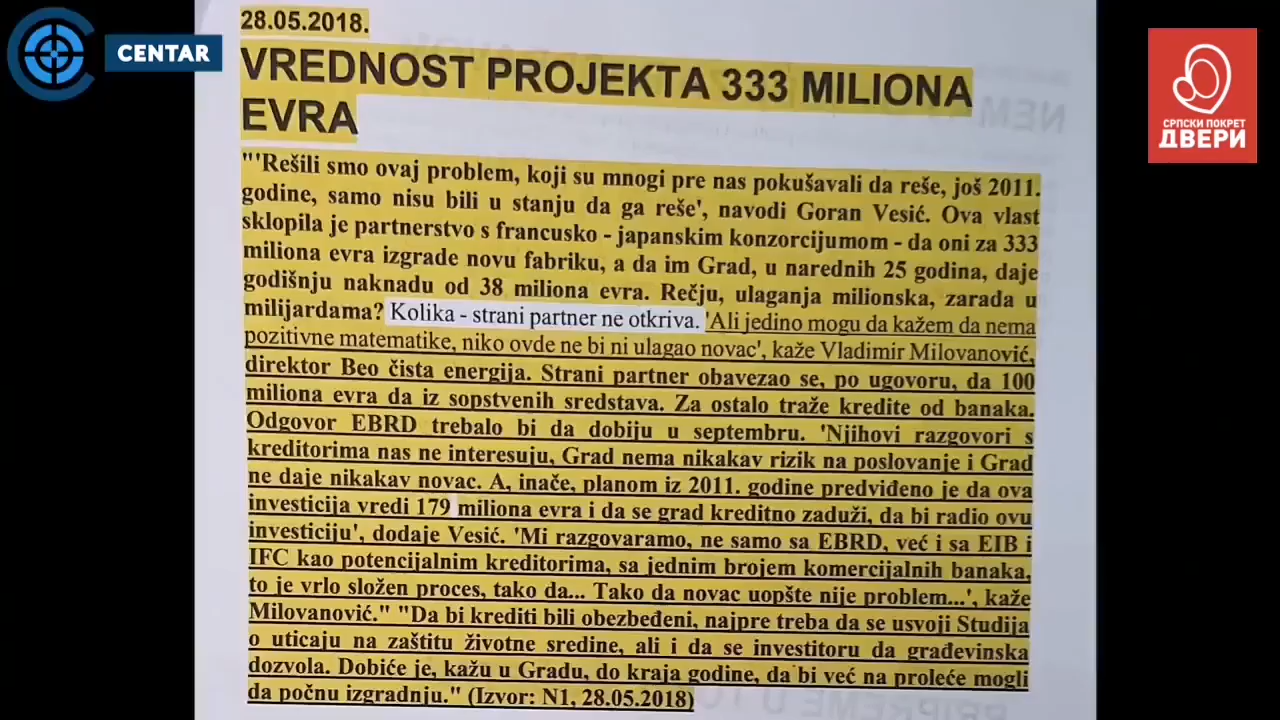 CENTAR
СРПСКИ ПОКРЕТ
ДВЕРИ
28.05.2018.
VREDNOST PROJEKTA 333 MILIONA
EVRA
"'Rešili smo ovaj problem, koji su mnogi pre nas pokušavali da reše, još 2011.
godine, samo nisu bili u stanju da ga reše', navodi Goran Vesić. Ova vlast
sklopila je partnerstvo s francusko - japanskim konzorcijumom - da oni za 333
miliona evra izgrade novu fabriku, a da im Grad, u narednih 25 godina, daje
godišnju naknadu od 38 miliona evra. Rečju, ulaganja milionska, zarada u
milijardama? Kolika - strani partner ne otkriva. 'Ali jedino mogu da kažem da nema
pozitivne matematike, niko ovde ne bi ni ulagao novac', kaže Vladimir Milovanović,
direktor Beo čista energija. Strani partner obavezao se, po ugovoru, da 100
miliona evra da iz sopstvenih sredstava. Za ostalo traže kredite od banaka.
Odgovor EBRD trebalo bi da dobiju u septembru. 'Njihovi razgovori s
kreditorima nas ne interesuju, Grad nema nikakav rizik na poslovanje i Grad
ne daje nikakav novac. A, inače, planom iz 2011. godine predviđeno je da ova
investicija vredi 179 miliona evra i da se grad kreditno zaduži, da bi radio ovu
investiciju', dodaje Vesić. 'Mi razgovaramo, ne samo sa EBRD, već i sa EIB i
IFC kao potencijalnim kreditorima, sa jednim brojem komercijalnih banaka,
to je vrlo složen proces, tako da... Tako da novac uopšte nije problem...', kaže
Milovanović." "Da bi krediti bili obezbeđeni, najpre treba da se usvoji Studija
o uticaju na zaštitu životne sredine, ali i da se investitoru da građevinska
dozvola. Dobiće je, kažu u Gradu, do kraja godine, da bi već na proleće mogli
da počnu izgradnju." (Izvor: N1, 28.05.2018)